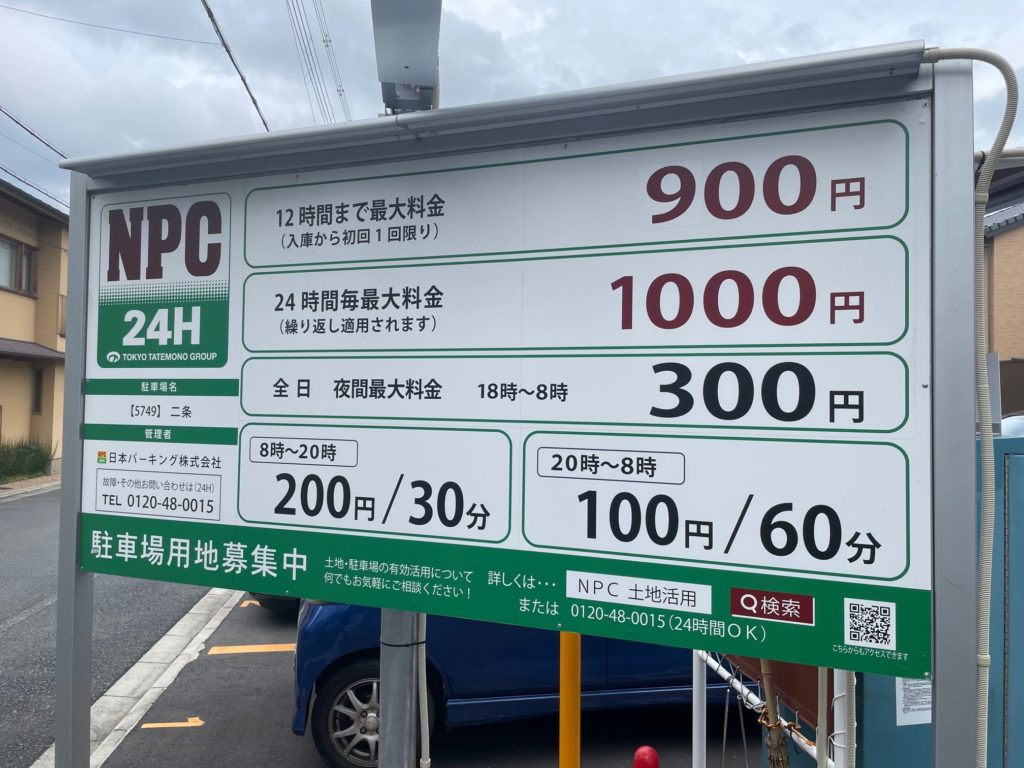 NPC
24H
TOKYO TATEMONO GROUP
駐車場名
【5749】 二条
管理者
日本パーキング株式会社
故障・その他お問い合わせは(24H)
TEL 0120-48-0015
12時間まで最大料金
(入庫から初回1回限り)
900円
24時間毎最大料金
(繰り返し適用されます)
1000円
全日 夜間最大料金 18時～8時
300円
8時～20時
200円/30分
20時～8時
100円/60分
駐車場用地募集中
土地・駐車場の有効活用について
何でもお気軽にご相談ください!
詳しくは・・・ NPC 土地活用 検索
または 0120-48-0015(24時間OK)
こちらからもアクセスできます